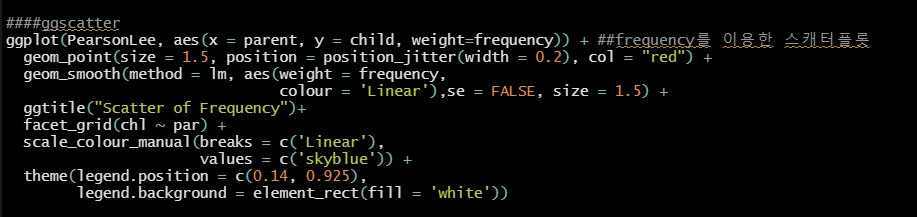 ####ggscatter
ggplot(PearsonLee, aes(x = parent, y = child, weight=frequency)) + ##frequency를 이용한 스캐터플롯
  geom_point(size = 1.5, position = position_jitter(width = 0.2), col = "red") +
  geom_smooth(method = lm, aes(weight = frequency,
                               colour = 'Linear'),se = FALSE, size = 1.5) +
  ggtitle("Scatter of Frequency")+
  facet_grid(chl ~ par) +
  scale_colour_manual(breaks = c('Linear'),
                      values = c('skyblue')) +
  theme(legend.position = c(0.14, 0.925),
        legend.background = element_rect(fill = 'white'))